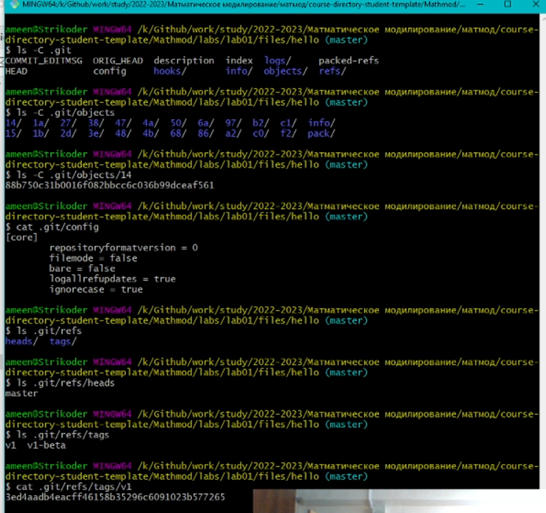 MINGW64:/k/Github/work/study/2022-2023/Матматическое модилирование/матмод/course-directory-student-template/Mathmod/...
ameen@Strikoder MINGW64 /k/Github/work/study/2022-2023/Матматическое модилирование/матмод/course-
directory-student-template/Mathmod/labs/lab01/files/hello (master)
$ ls -C .git
COMMIT_EDITMSG ORIG_HEAD description index logs/ packed-refs
HEAD config hooks/ info/ objects/ refs/
ameen@Strikoder MINGW64 /k/Github/work/study/2022-2023/Матматическое модилирование/матмод/course-
directory-student-template/Mathmod/labs/lab01/files/hello (master)
$ ls -C .git/objects
14/ 1a/ 27/ 38/ 47/ 4a/ 50/ 6a/ 97/ b2/ c1/ info/
15/ 1b/ 2d/ 3e/ 48/ 4b/ 68/ 86/ a2/ c0/ f2/ pack/
ameen@Strikoder MINGW64 /k/Github/work/study/2022-2023/Матматическое модилирование/матмод/course-
directory-student-template/Mathmod/labs/lab01/files/hello (master)
$ ls -C .git/objects/14
88b750c31b0016f082bbcc6c036b99dceaf561
ameen@Strikoder MINGW64 /k/Github/work/study/2022-2023/Матматическое модилирование/матмод/course-
directory-student-template/Mathmod/labs/lab01/files/hello (master)
$ cat .git/config
[core]
repositoryformatversion = 0
filemode = false
bare = false
logallrefupdates = true
ignorecase = true
ameen@Strikoder MINGW64 /k/Github/work/study/2022-2023/Матматическое модилирование/матмод/course-
directory-student-template/Mathmod/labs/lab01/files/hello (master)
$ ls .git/refs
heads/ tags/
ameen@Strikoder MINGW64 /k/Github/work/study/2022-2023/Матматическое модилирование/матмод/course-
directory-student-template/Mathmod/labs/lab01/files/hello (master)
$ ls .git/refs/heads
master
ameen@Strikoder MINGW64 /k/Github/work/study/2022-2023/Матматическое модилирование/матмод/course-
directory-student-template/Mathmod/labs/lab01/files/hello (master)
$ ls .git/refs/tags
v1 v1-beta
ameen@Strikoder MINGW64 /k/Github/work/study/2022-2023/Матматическое модилирование/матмод/course-
directory-student-template/Mathmod/labs/lab01/files/hello (master)
$ cat .git/refs/tags/v1
3ed4aadb4eacff46158b35296c6091023b577265